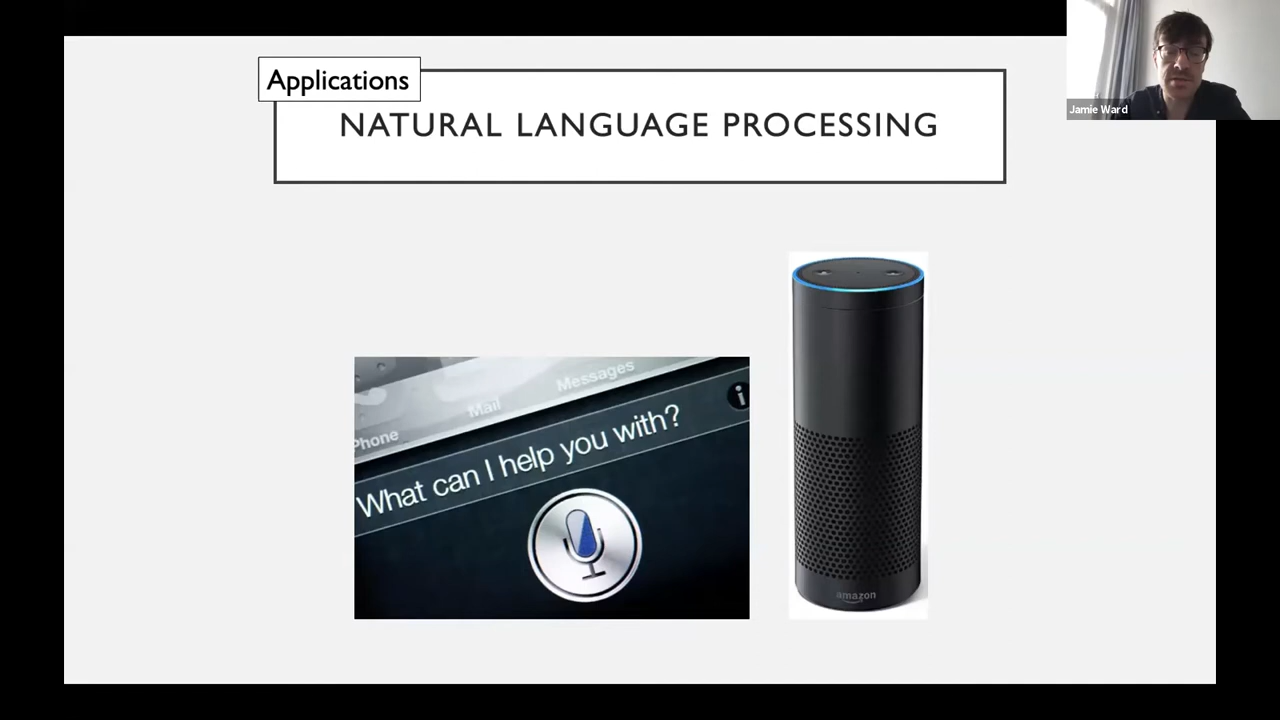 Applications
NATURAL LANGUAGE PROCESSING
Jamie Ward
Messages
Mail
Phone
What can I help you with?
i
amazon